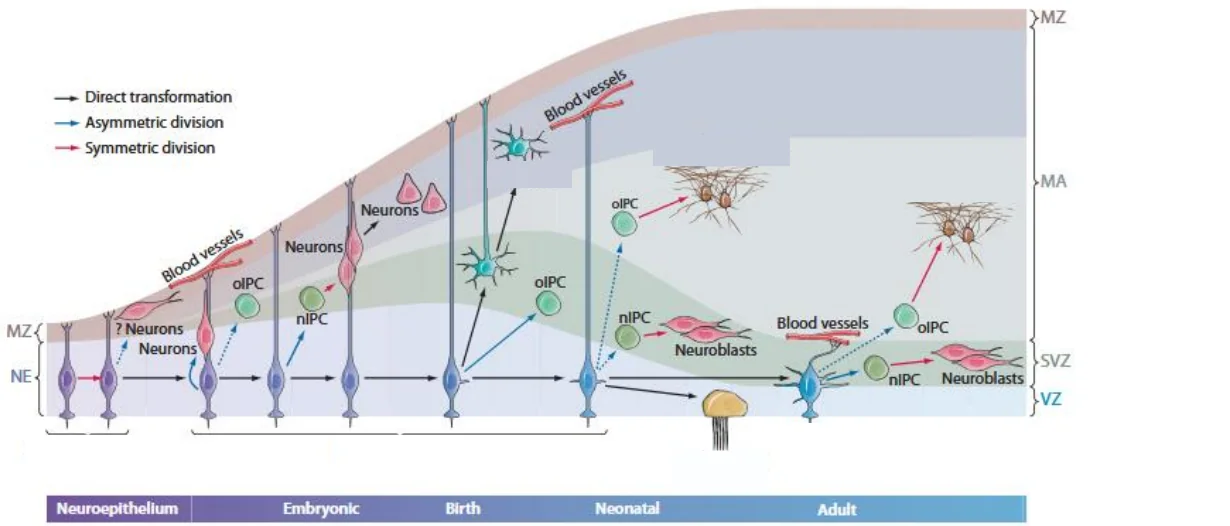 MZ
Direct transformation
Asymmetric division
Symmetric division
Blood vessels
MA
Neurons
oIPC
Neurons
Blood vessels
oIPC
oIPC
nIPC
MZ
? Neurons
Neurons
nIPC
Neuroblasts
Blood vessels
oIPC
NE
SVZ
nIPC
Neuroblasts
VZ
Neuroepithelium
Embryonic
Birth
Neonatal
Adult